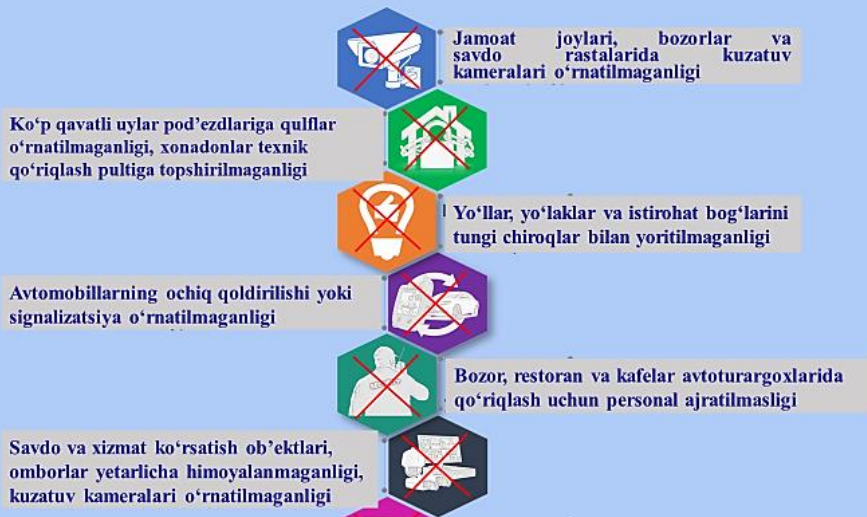 Jamoat joylari, bozorlar va
savdo rastalarida kuzatuv
kameralari o‘rnatilmaganligi
Ko‘p qavatli uylar pod’ezdlariga qulflar
o‘rnatilmaganligi, xonadonlar texnik
qo‘riqlash pultiga topshirilmaganligi
Yo‘llar, yo‘laklar va istirohat bog‘larini
tungi chiroqlar bilan yoritilmaganligi
Avtomobillarning ochiq qoldirilishi yoki
signalizatsiya o‘rnatilmaganligi
Bozor, restoran va kafelar avtoturargoxlarida
qo‘riqlash uchun personal ajratilmasligi
Savdo va xizmat ko‘rsatish ob’ektlari,
omborlar yetarlicha himoyalanmaganligi,
kuzatuv kameralari o‘rnatilmaganligi